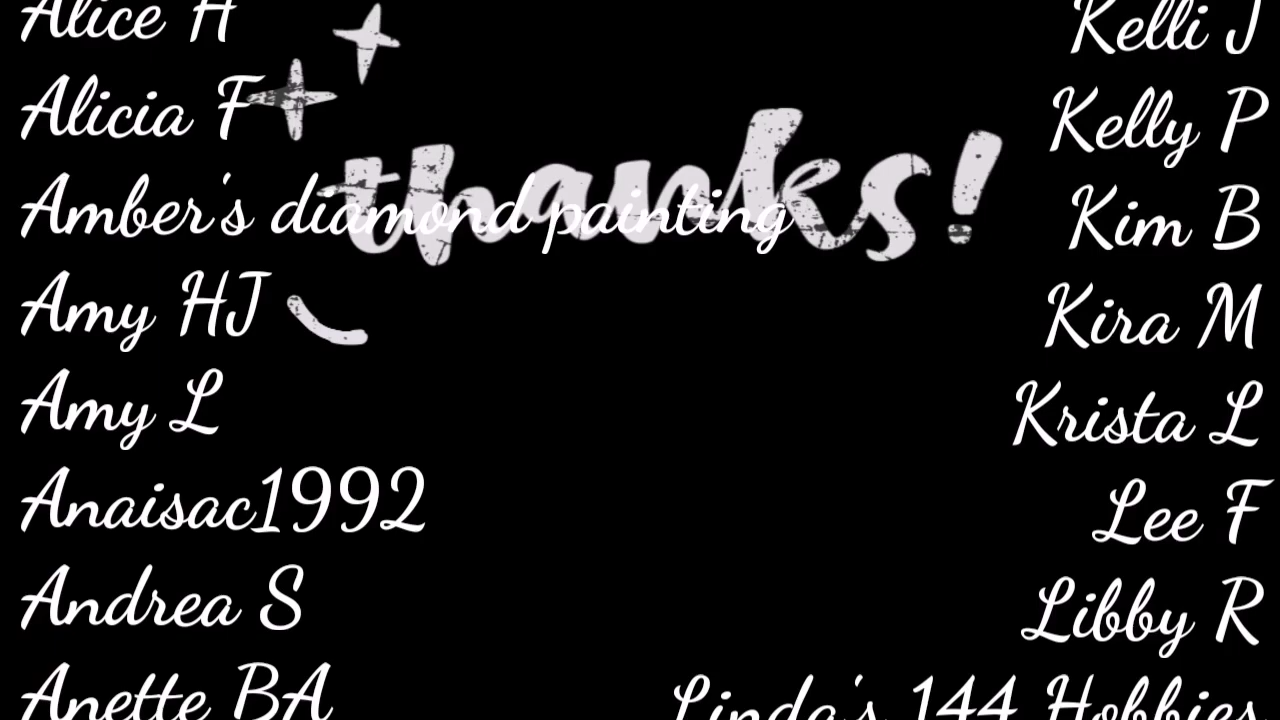 Alice H
Alicia F
Amber's diamond painting
Amy HJ
Amy L
Anaisac1992
Andrea S
Anette BA
thanks!
Kelli J
Kelly P
Kim B
Kira M
Krista L
Lee F
Libby R
Linda's 144 Hobbies